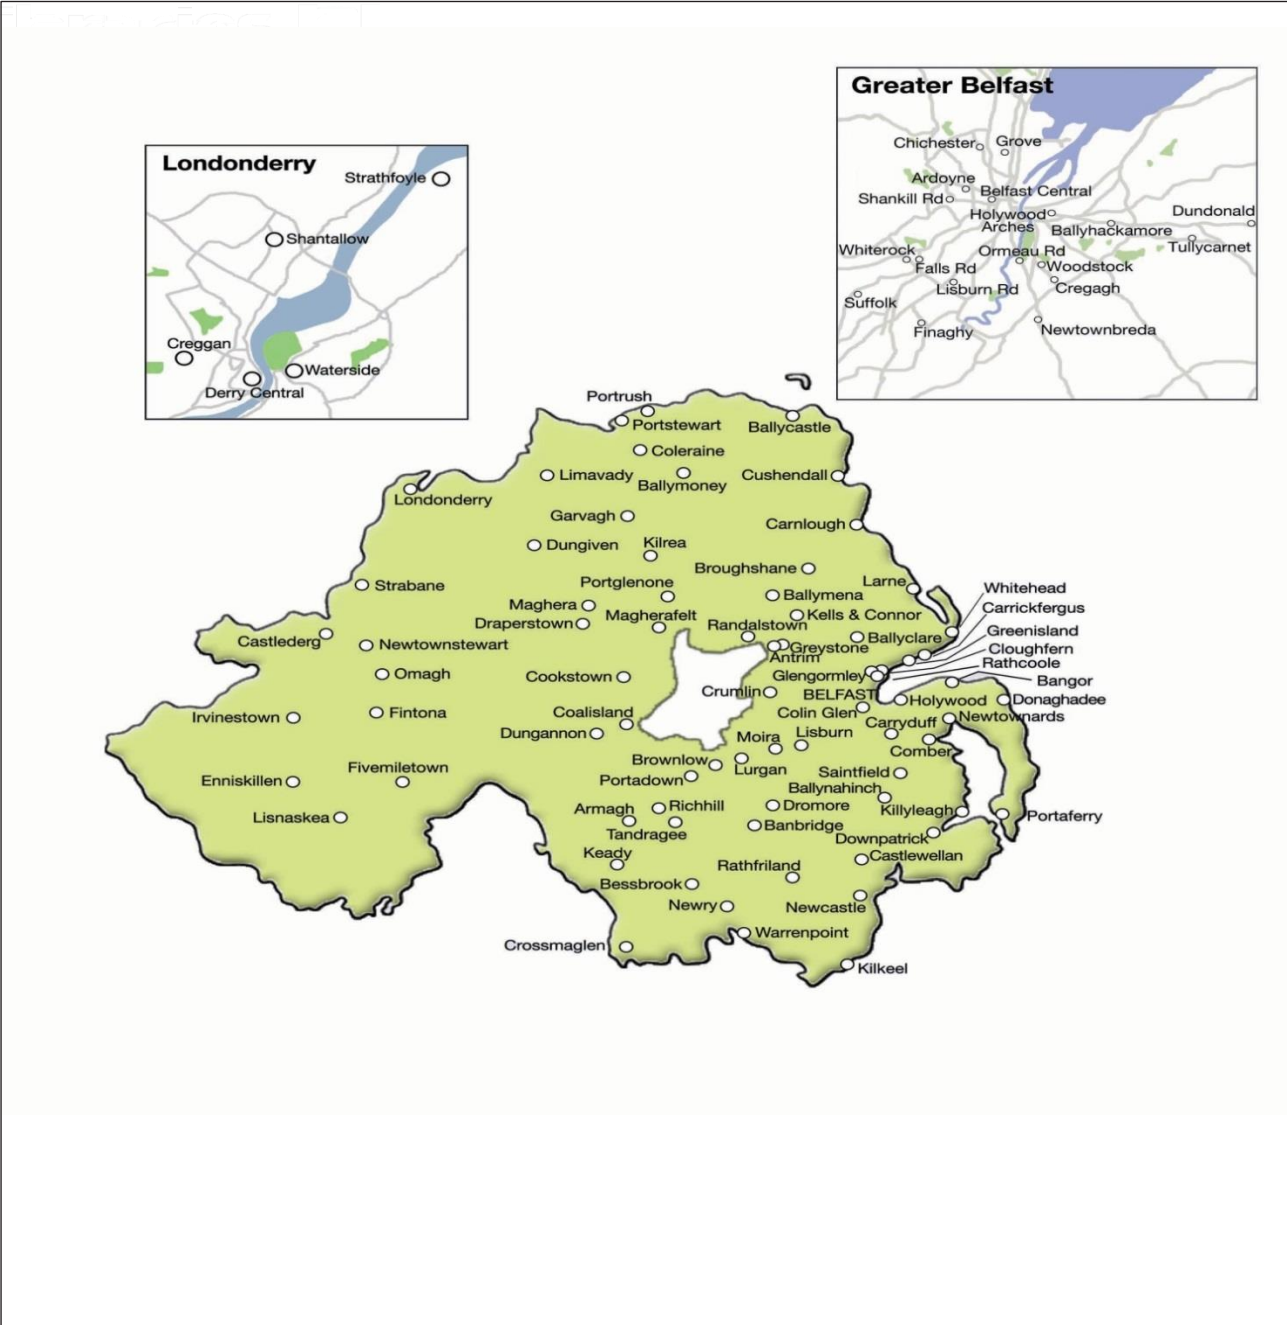 Greater Belfast
Chichester
Grove
Ardoyne
Belfast Central
Shankill Rd
Holywood
Arches
Dundonald
Ballyhackamore
Tullycarnet
Whiterock
Ormeau Rd
Falls Rd
Woodstock
Lisburn Rd
Cregagh
Suffolk
Finaghy
Newtownbreda
Londonderry
Strathfoyle
Shantallow
Creggan
Waterside
Derry Central
Portrush
Portstewart
Ballycastle
Coleraine
Limavady
Ballymoney
Cushendall
Londonderry
Garvagh
Carnlough
Dungiven
Kilrea
Broughshane
Strabane
Portglenone
Larne
Whitehead
Ballymena
Maghera
Carrickfergus
Magherafelt
Kells & Connor
Draperstown
Randalstown
Greenisland
Castlederg
Newtownstewart
Ballyclare
Greystone
Cloughfern
Antrim
Rathcoole
Omagh
Cookstown
Glengormley
Bangor
Crumlin
BELFAST
Holywood
Donaghadee
Irvinestown
Fintona
Coalisland
Colin Glen
Carryduff
Newtownards
Dungannon
Moira
Lisburn
Comber
Brownlow
Lurgan
Fivemiletown
Enniskillen
Portadown
Saintfield
Ballynahinch
Lisnaskea
Armagh
Richhill
Dromore
Killyleagh
Portaferry
Tandragee
Banbridge
Downpatrick
Keady
Rathfriland
Castlewellan
Bessbrook
Newry
Newcastle
Warrenpoint
Crossmaglen
Kilkeel